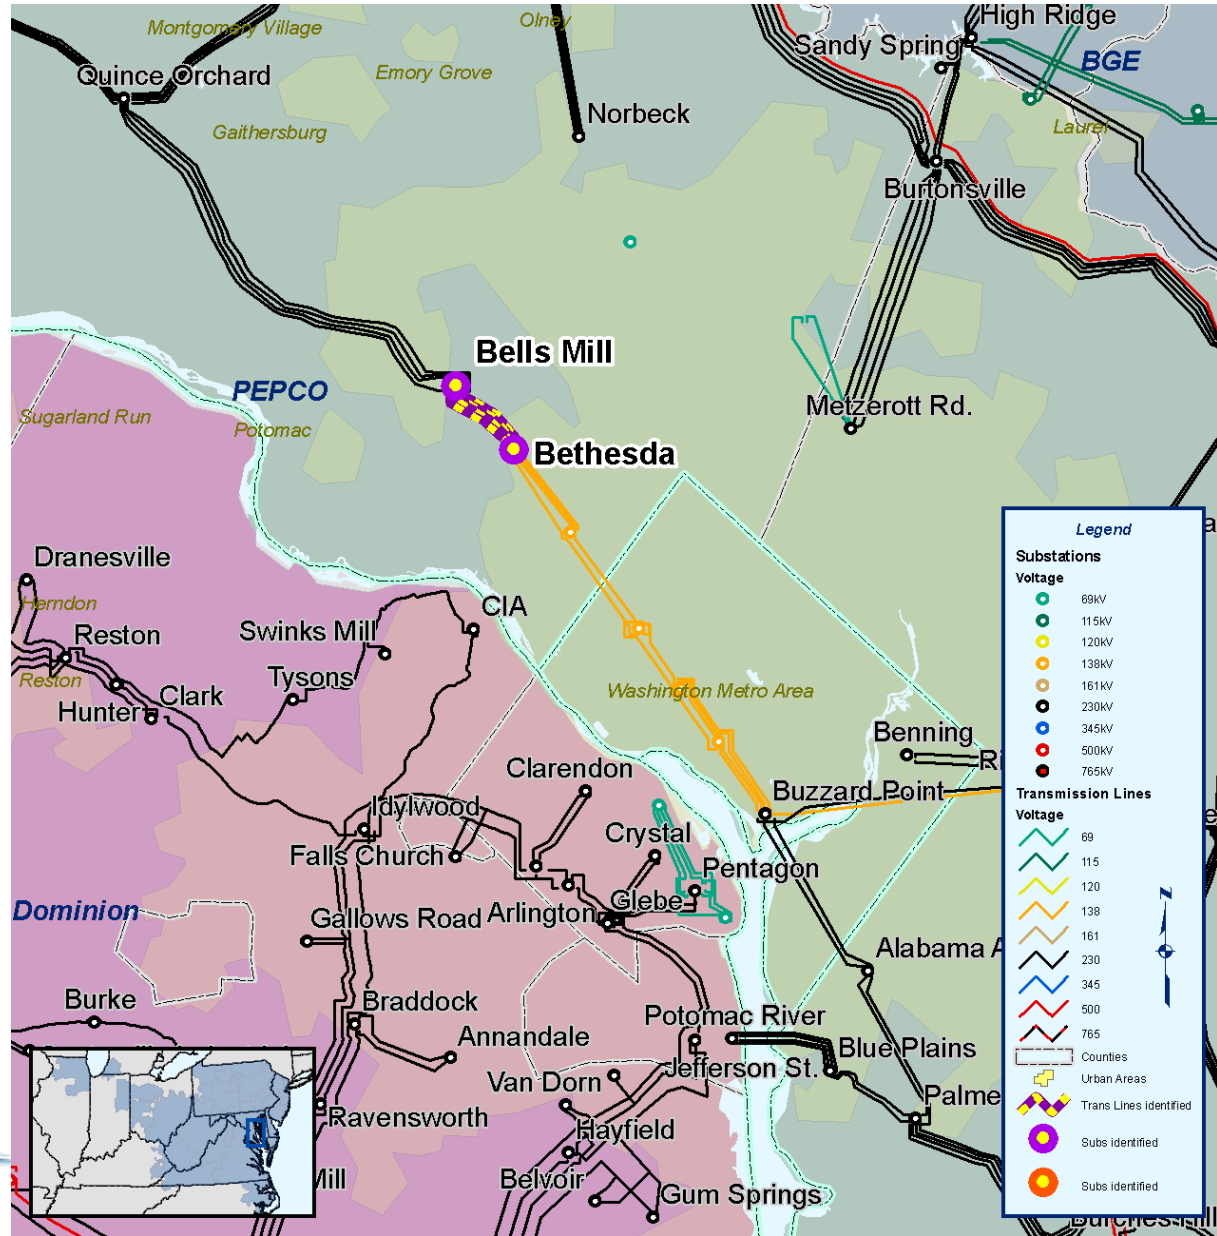 High Ridge
Montgomery Village
Olney
Sandy Spring
BGE
Quince Orchard
Emory Grove
Norbeck
Gaithersburg
Laurel
Burtonsville
Bells Mill
PEPCO
Sugarland Run
Potomac
Metzerott Rd.
Bethesda
Dranesville
Herndon
CIA
Reston
Swinks Mill
Reston
Tysons
Clark
Hunter
Washington Metro Area
Benning
Ri
Clarendon
Buzzard Point
Idylwood
Crystal
Falls Church
Pentagon
Glebe
Dominion
Arlington
Gallows Road
Alabama A
Burke
Braddock
Potomac River
Annandale
Blue Plains
Jefferson St.
Van Dorn
Palme
Ravensworth
Hayfield
Mill
Belvoir
Gum Springs
Burches Hill
Legend
Substations
Voltage
69kV
115kV
120kV
138kV
161kV
230kV
345kV
500kV
765kV
Transmission Lines
Voltage
69
115
120
138
161
230
345
500
765
Counties
Urban Areas
Trans Lines identified
Subs identified
Subs identified
N